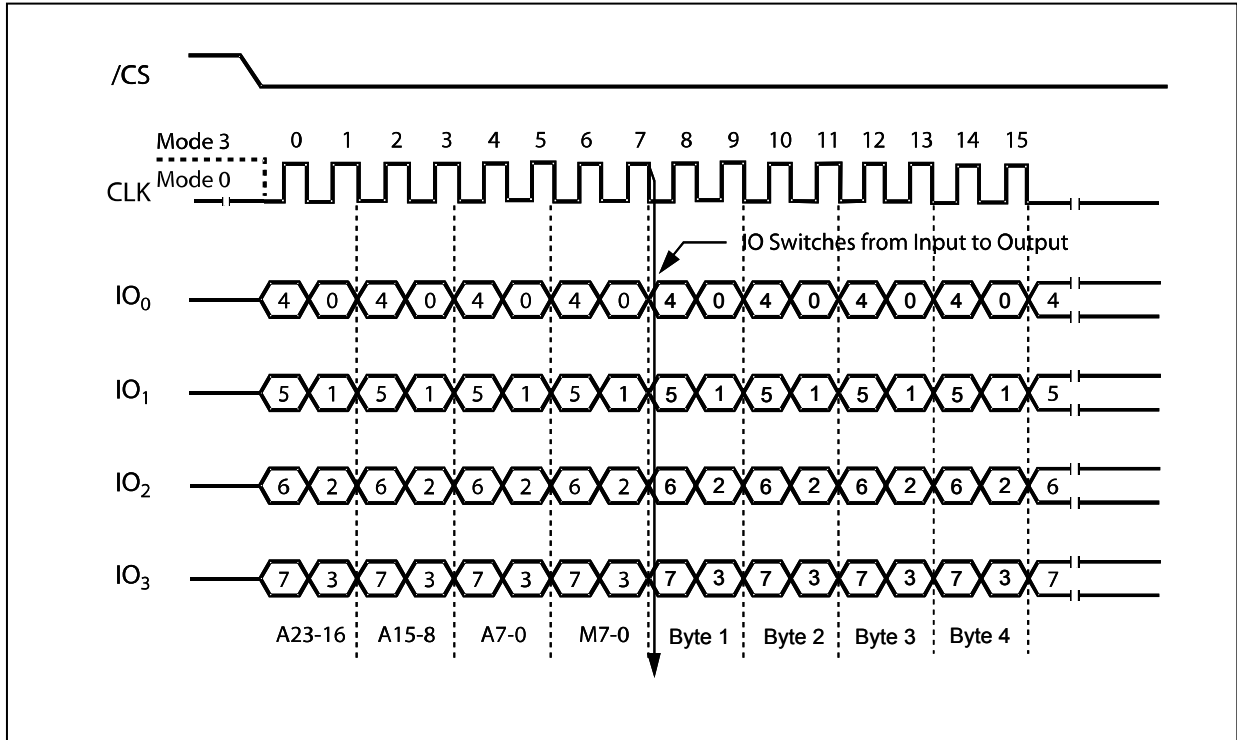 /CS
Mode 3
0 1 2 3 4 5 6 7 8 9 10 11 12 13 14 15
CLK Mode 0
IO Switches from Input to Output
IO0 4 0 4 0 4 0 4 0 4 0 4 0 4 0 4 0 4
IO1 5 1 5 1 5 1 5 1 5 1 5 1 5 1 5 1 5
IO2 6 2 6 2 6 2 6 2 6 2 6 2 6 2 6 2 6
IO3 7 3 7 3 7 3 7 3 7 3 7 3 7 3 7 3 7
A23-16 A15-8 A7-0 M7-0 Byte 1 Byte 2 Byte 3 Byte 4